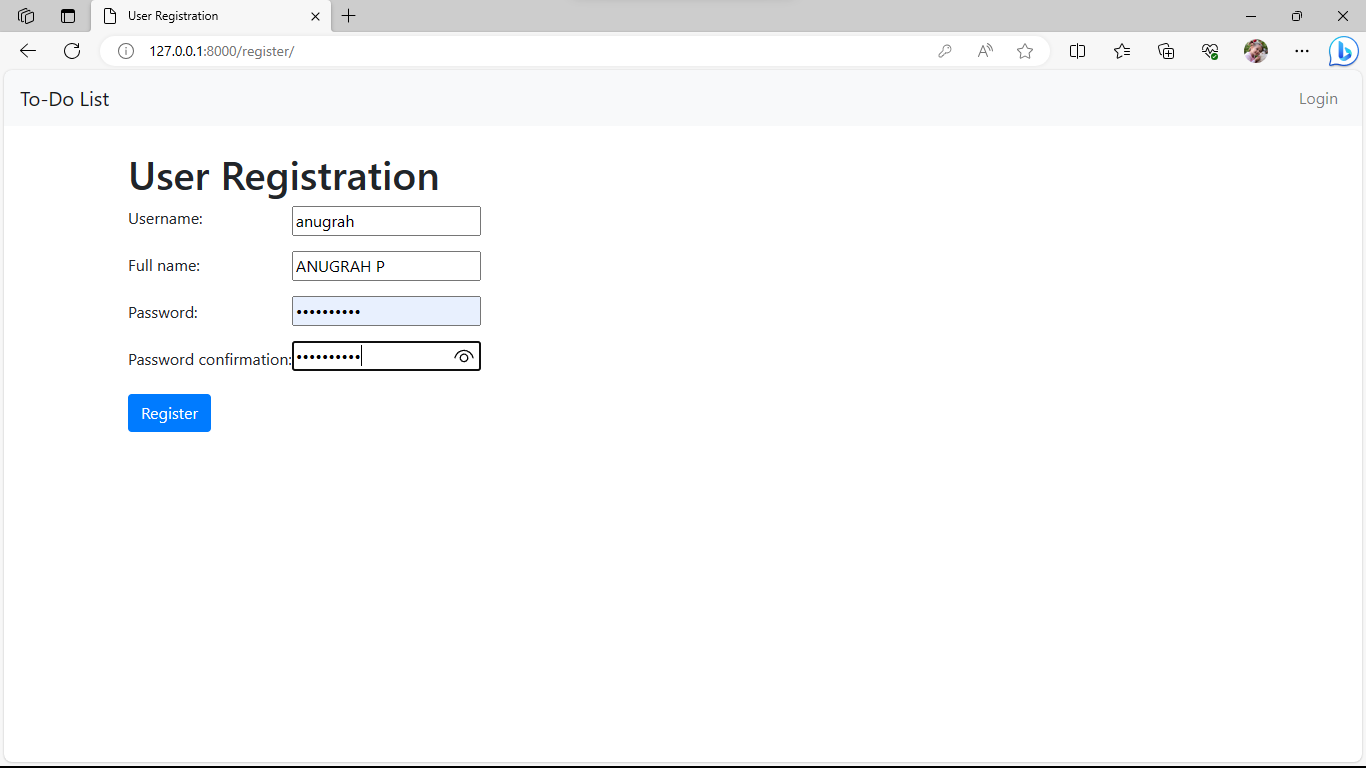 User Registration
127.0.0.1:8000/register/
To-Do List
Login
User Registration
Username: anugrah
Full name: ANUGRAH P
Password: ••••••••••
Password confirmation: ••••••••••
Register